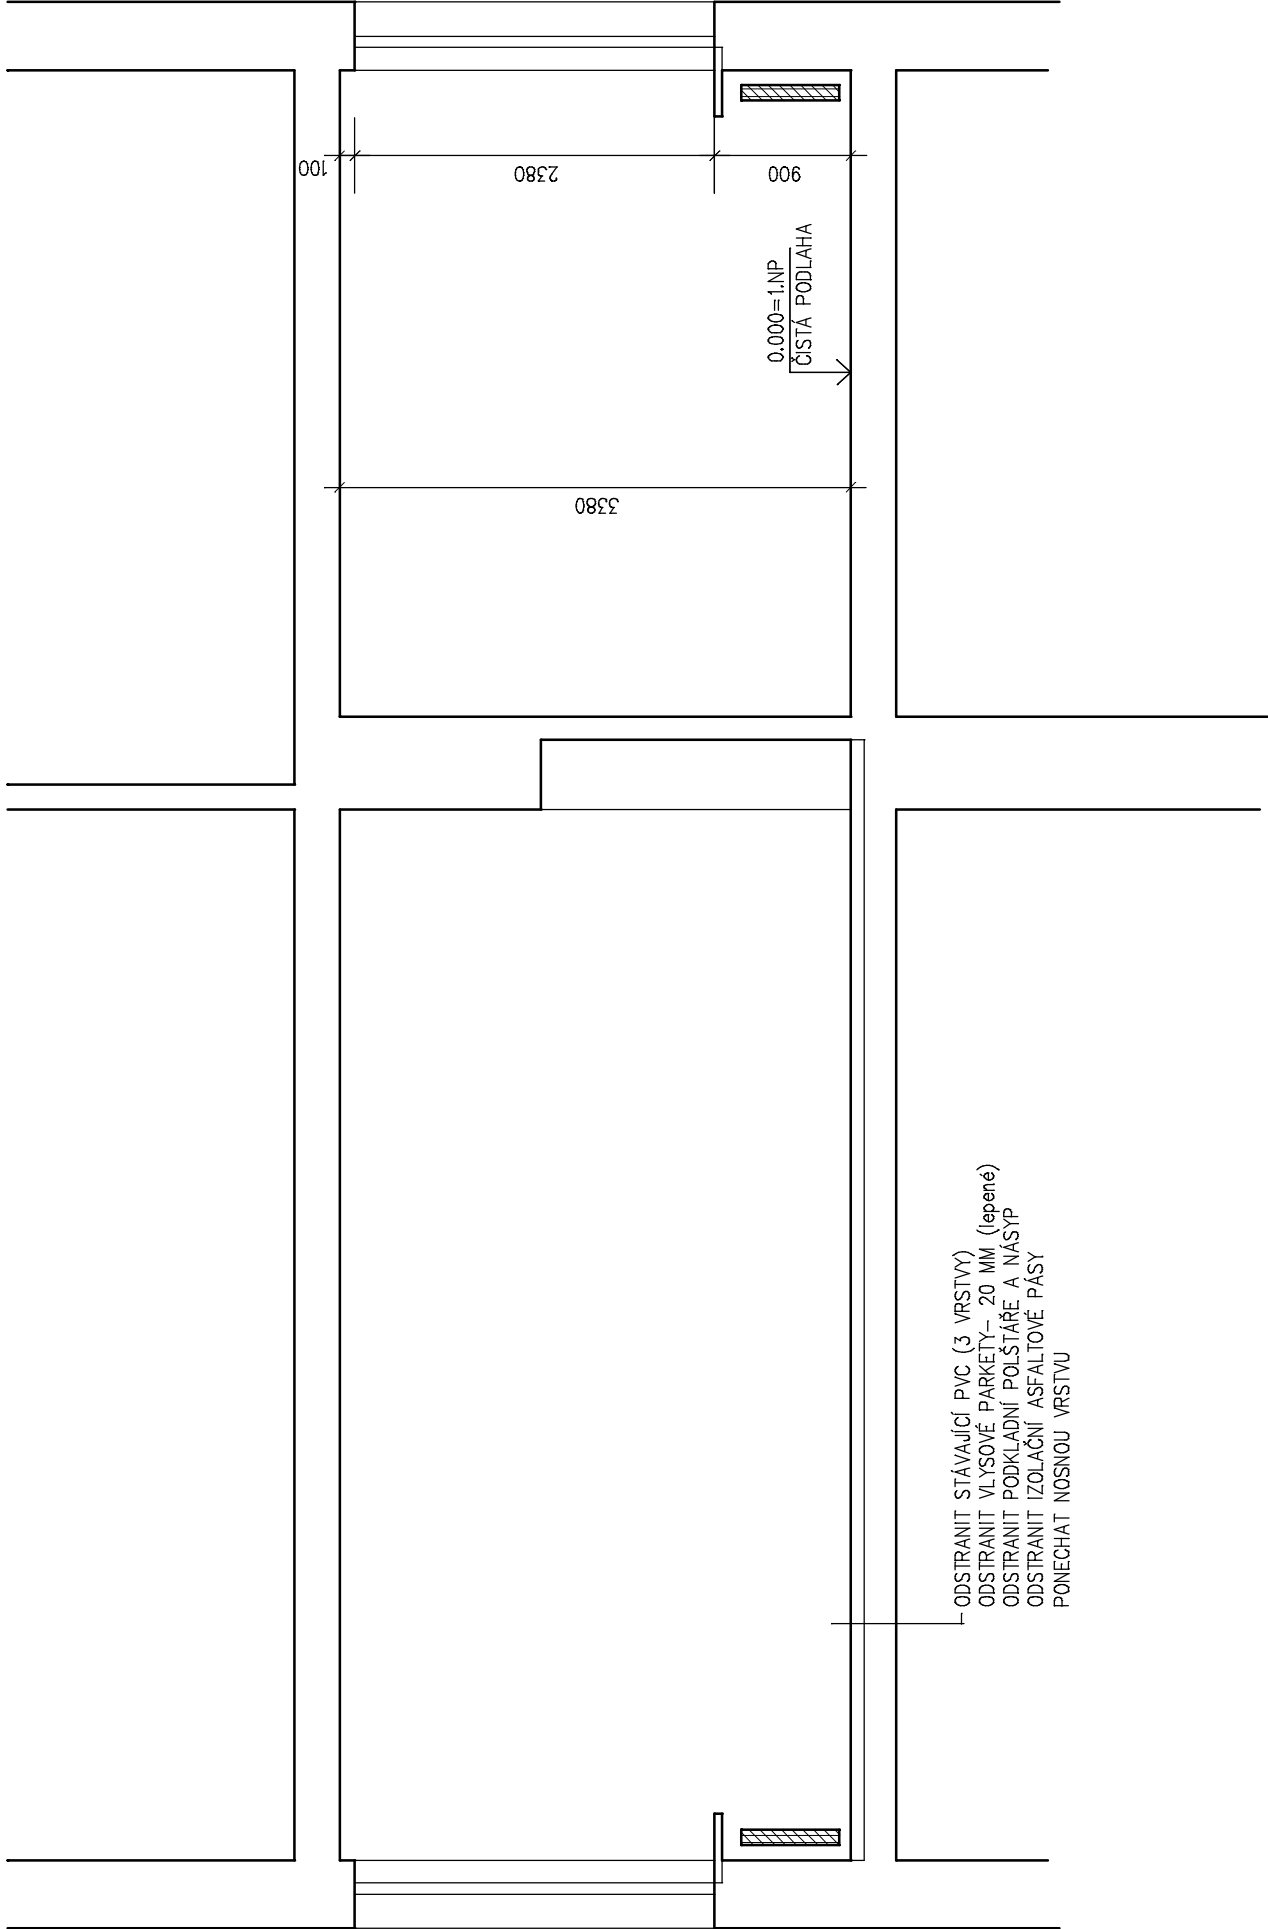 100
2380
900
0.000=1.NP
ČISTÁ PODLAHA
3380
ODSTRANIT STÁVAJÍCÍ PVC (3 VRSTVY)
ODSTRANIT VLYSOVÉ PARKETY- 20 MM (lepené)
ODSTRANIT PODKLADNÍ POLŠTÁŘE A NÁSYP
ODSTRANIT IZOLAČNÍ ASFALTOVÉ PÁSY
PONECHAT NOSNOU VRSTVU